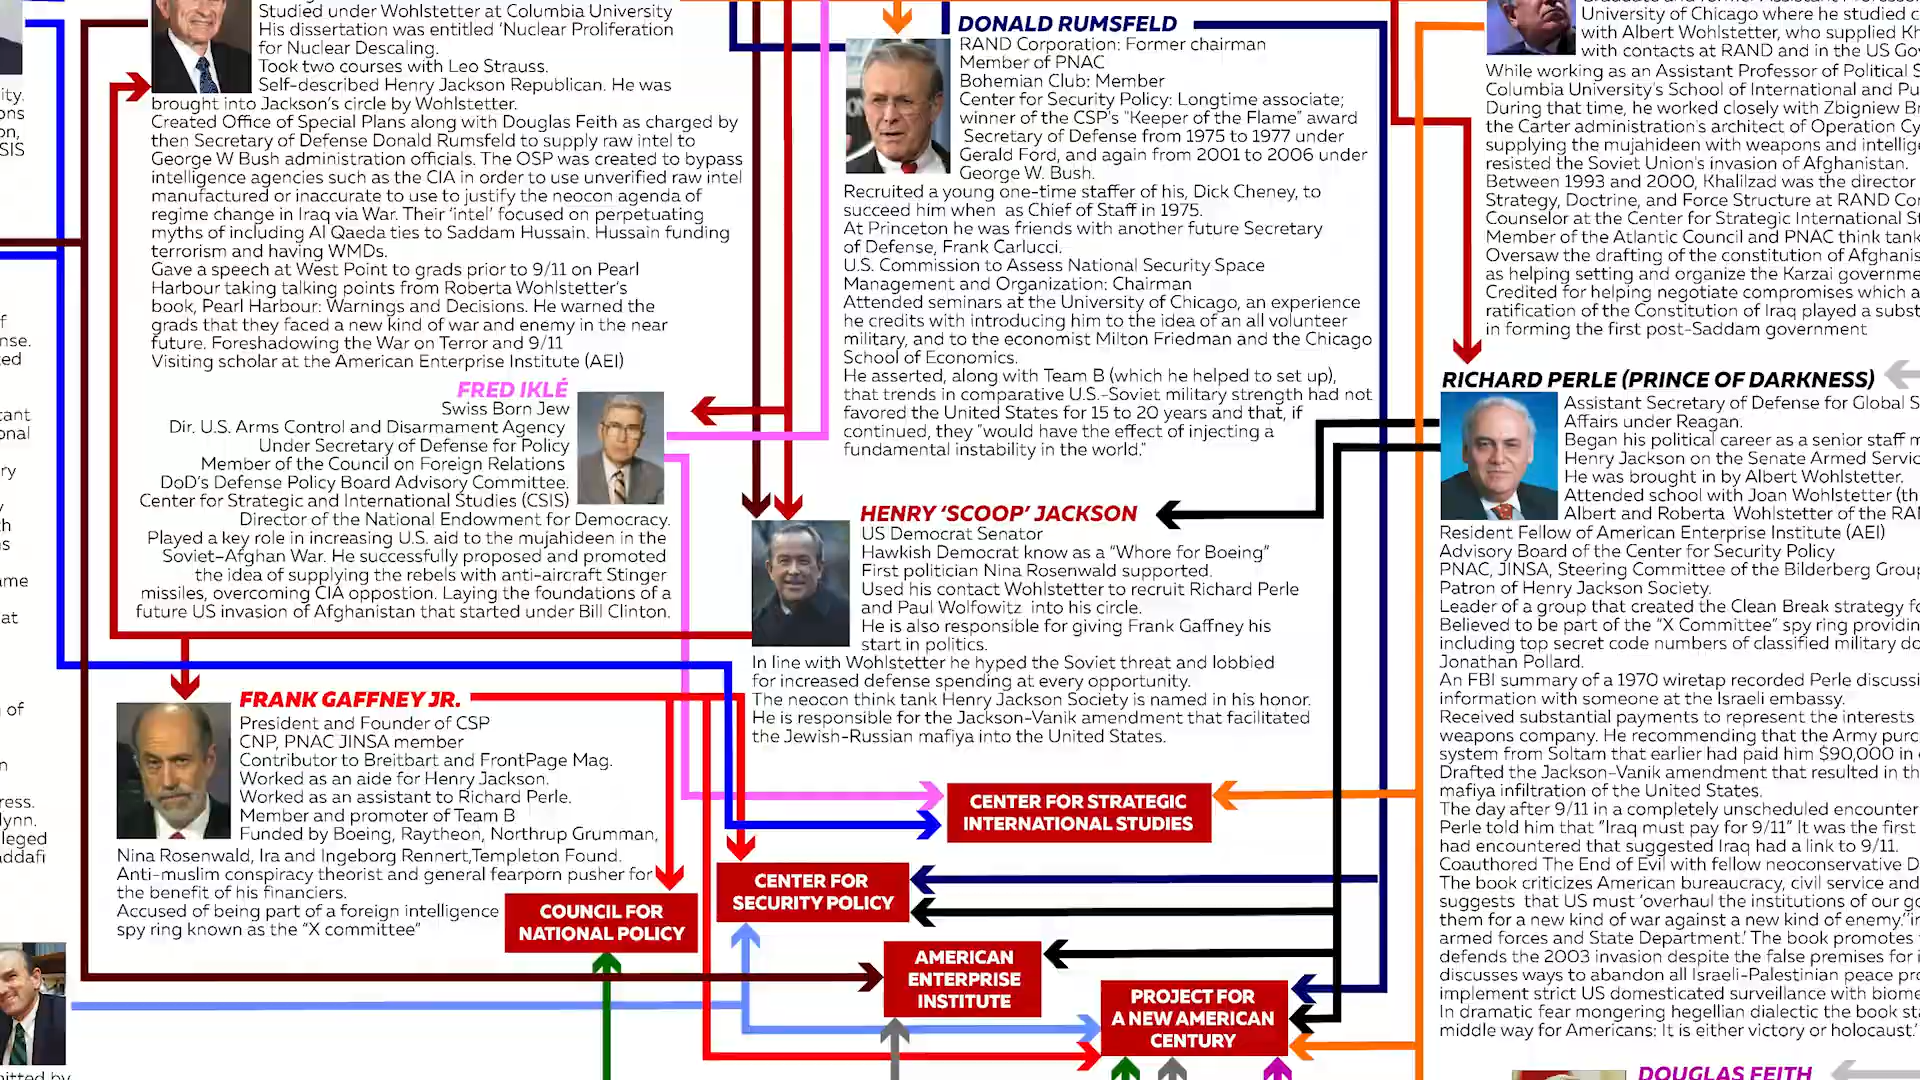 Studied under Wohlstetter at Columbia University
His dissertation was entitled 'Nuclear Proliferation
for Nuclear Descaling.
Took two courses with Leo Strauss.
Self-described Henry Jackson Republican. He was
brought into Jackson's circle by Wohlstetter.
Created Office of Special Plans along with Douglas Feith as charged by
then Secretary of Defense Donald Rumsfeld to supply raw intel to
George W Bush administration officials. The OSP was created to bypass
intelligence agencies such as the CIA in order to use unverified raw intel
manufactured or inaccurate to use to justify the neocon agenda of
regime change in Iraq via War. Their 'intel' focused on perpetuating
myths of including Al Qaeda ties to Saddam Hussain. Hussain funding
terrorism and having WMDs.
Gave a speech at West Point to grads prior to 9/11 on Pearl
Harbour taking talking points from Roberta Wohlstetter's
book, Pearl Harbour: Warnings and Decisions. He warned the
grads that they faced a new kind of war and enemy in the near
future. Foreshadowing the War on Terror and 9/11
Visiting scholar at the American Enterprise Institute (AEI)
FRED IKLÉ
Swiss Born Jew
Dir. U.S. Arms Control and Disarmament Agency
Under Secretary of Defense for Policy
Member of the Council on Foreign Relations
DoD's Defense Policy Board Advisory Committee.
Center for Strategic and International Studies (CSIS)
Director of the National Endowment for Democracy.
Played a key role in increasing U.S. aid to the mujahideen in the
Soviet-Afghan War. He successfully proposed and promoted
the idea of supplying the rebels with anti-aircraft Stinger
missiles, overcoming CIA oppostion. Laying the foundations of a
future US invasion of Afghanistan that started under Bill Clinton.
FRANK GAFFNEY JR.
President and Founder of CSP
CNP, PNAC JINSA member
Contributor to Breitbart and FrontPage Mag.
Worked as an aide for Henry Jackson.
Worked as an assistant to Richard Perle.
Member and promoter of Team B
Funded by Boeing, Raytheon, Northrup Grumman,
Nina Rosenwald, Ira and Ingeborg Rennert,Templeton Found.
Anti-muslim conspiracy theorist and general fearporn pusher for
the benefit of his financiers.
Accused of being part of a foreign intelligence
spy ring known as the "X committee"
DONALD RUMSFELD
RAND Corporation: Former chairman
Member of PNAC
Bohemian Club: Member
Center for Security Policy: Longtime associate;
winner of the CSP's "Keeper of the Flame" award
Secretary of Defense from 1975 to 1977 under
Gerald Ford, and again from 2001 to 2006 under
George W. Bush.
Recruited a young one-time staffer of his, Dick Cheney, to
succeed him when as Chief of Staff in 1975.
At Princeton he was friends with another future Secretary
of Defense, Frank Carlucci.
U.S. Commission to Assess National Security Space
Management and Organization: Chairman
Attended seminars at the University of Chicago, an experience
he credits with introducing him to the idea of an all volunteer
military, and to the economist Milton Friedman and the Chicago
School of Economics.
He asserted, along with Team B (which he helped to set up),
that trends in comparative U.S.-Soviet military strength had not
favored the United States for 15 to 20 years and that, if
continued, they "would have the effect of injecting a
fundamental instability in the world."
HENRY 'SCOOP' JACKSON
US Democrat Senator
Hawkish Democrat know as a "Whore for Boeing"
First politician Nina Rosenwald supported.
Used his contact Wohlstetter to recruit Richard Perle
and Paul Wolfowitz into his circle.
He is also responsible for giving Frank Gaffney his
start in politics.
In line with Wohlstetter he hyped the Soviet threat and lobbied
for increased defense spending at every opportunity.
The neocon think tank Henry Jackson Society is named in his honor.
He is responsible for the Jackson-Vanik amendment that facilitated
the Jewish-Russian mafiya into the United States.
CENTER FOR STRATEGIC
INTERNATIONAL STUDIES
CENTER FOR
SECURITY POLICY
COUNCIL FOR
NATIONAL POLICY
AMERICAN
ENTERPRISE
INSTITUTE
PROJECT FOR
A NEW AMERICAN
CENTURY
University of Chicago where he studied
with Albert Wohlstetter, who supplied
with contacts at RAND and in the US
While working as an Assistant Professor of Political
Columbia University's School of International and
During that time, he worked closely with Zbigniew
the Carter administration's architect of Operation
supplying the mujahideen with weapons and
resisted the Soviet Union's invasion of Afghanistan.
Between 1993 and 2000, Khalilzad was the director
Strategy, Doctrine, and Force Structure at RAND
Counselor at the Center for Strategic International
Member of the Atlantic Council and PNAC think
Oversaw the drafting of the constitution of
as helping setting and organize the Karzai
Credited for helping negotiate compromises which
ratification of the Constitution of Iraq played a
in forming the first post-Saddam government
RICHARD PERLE (PRINCE OF DARKNESS)
Assistant Secretary of Defense for Global
Affairs under Reagan.
Began his political career as a senior staff
Henry Jackson on the Senate Armed
He was brought in by Albert Wohlstetter.
Attended school with Joan Wohlstetter
Albert and Roberta Wohlstetter of the
Resident Fellow of American Enterprise Institute (AEI)
Advisory Board of the Center for Security Policy
PNAC, JINSA, Steering Committee of the Bilderberg
Patron of Henry Jackson Society.
Leader of a group that created the Clean Break strategy
Believed to be part of the "X Committee" spy ring
including top secret code numbers of classified military
Jonathan Pollard.
An FBI summary of a 1970 wiretap recorded Perle
information with someone at the Israeli embassy.
Received substantial payments to represent the interests
weapons company. He recommending that the Army
system from Soltam that earlier had paid him $90,000 in
Drafted the Jackson-Vanik amendment that resulted in
mafiya infiltration of the United States.
The day after 9/11 in a completely unscheduled encounter
Perle told him that "Iraq must pay for 9/11" It was the first
had encountered that suggested Iraq had a link to 9/11.
Coauthored The End of Evil with fellow neoconservative
The book criticizes American bureaucracy, civil service and
suggests that US must 'overhaul the institutions of our
them for a new kind of war against a new kind of enemy."
armed forces and State Department.' The book promotes
defends the 2003 invasion despite the false premises for
discusses ways to abandon all Israeli-Palestinian peace
implement strict US domesticated surveillance with
In dramatic fear mongering hegellian dialectic the book
middle way for Americans: It is either victory or holocaust.'
DOUGLAS FEITH